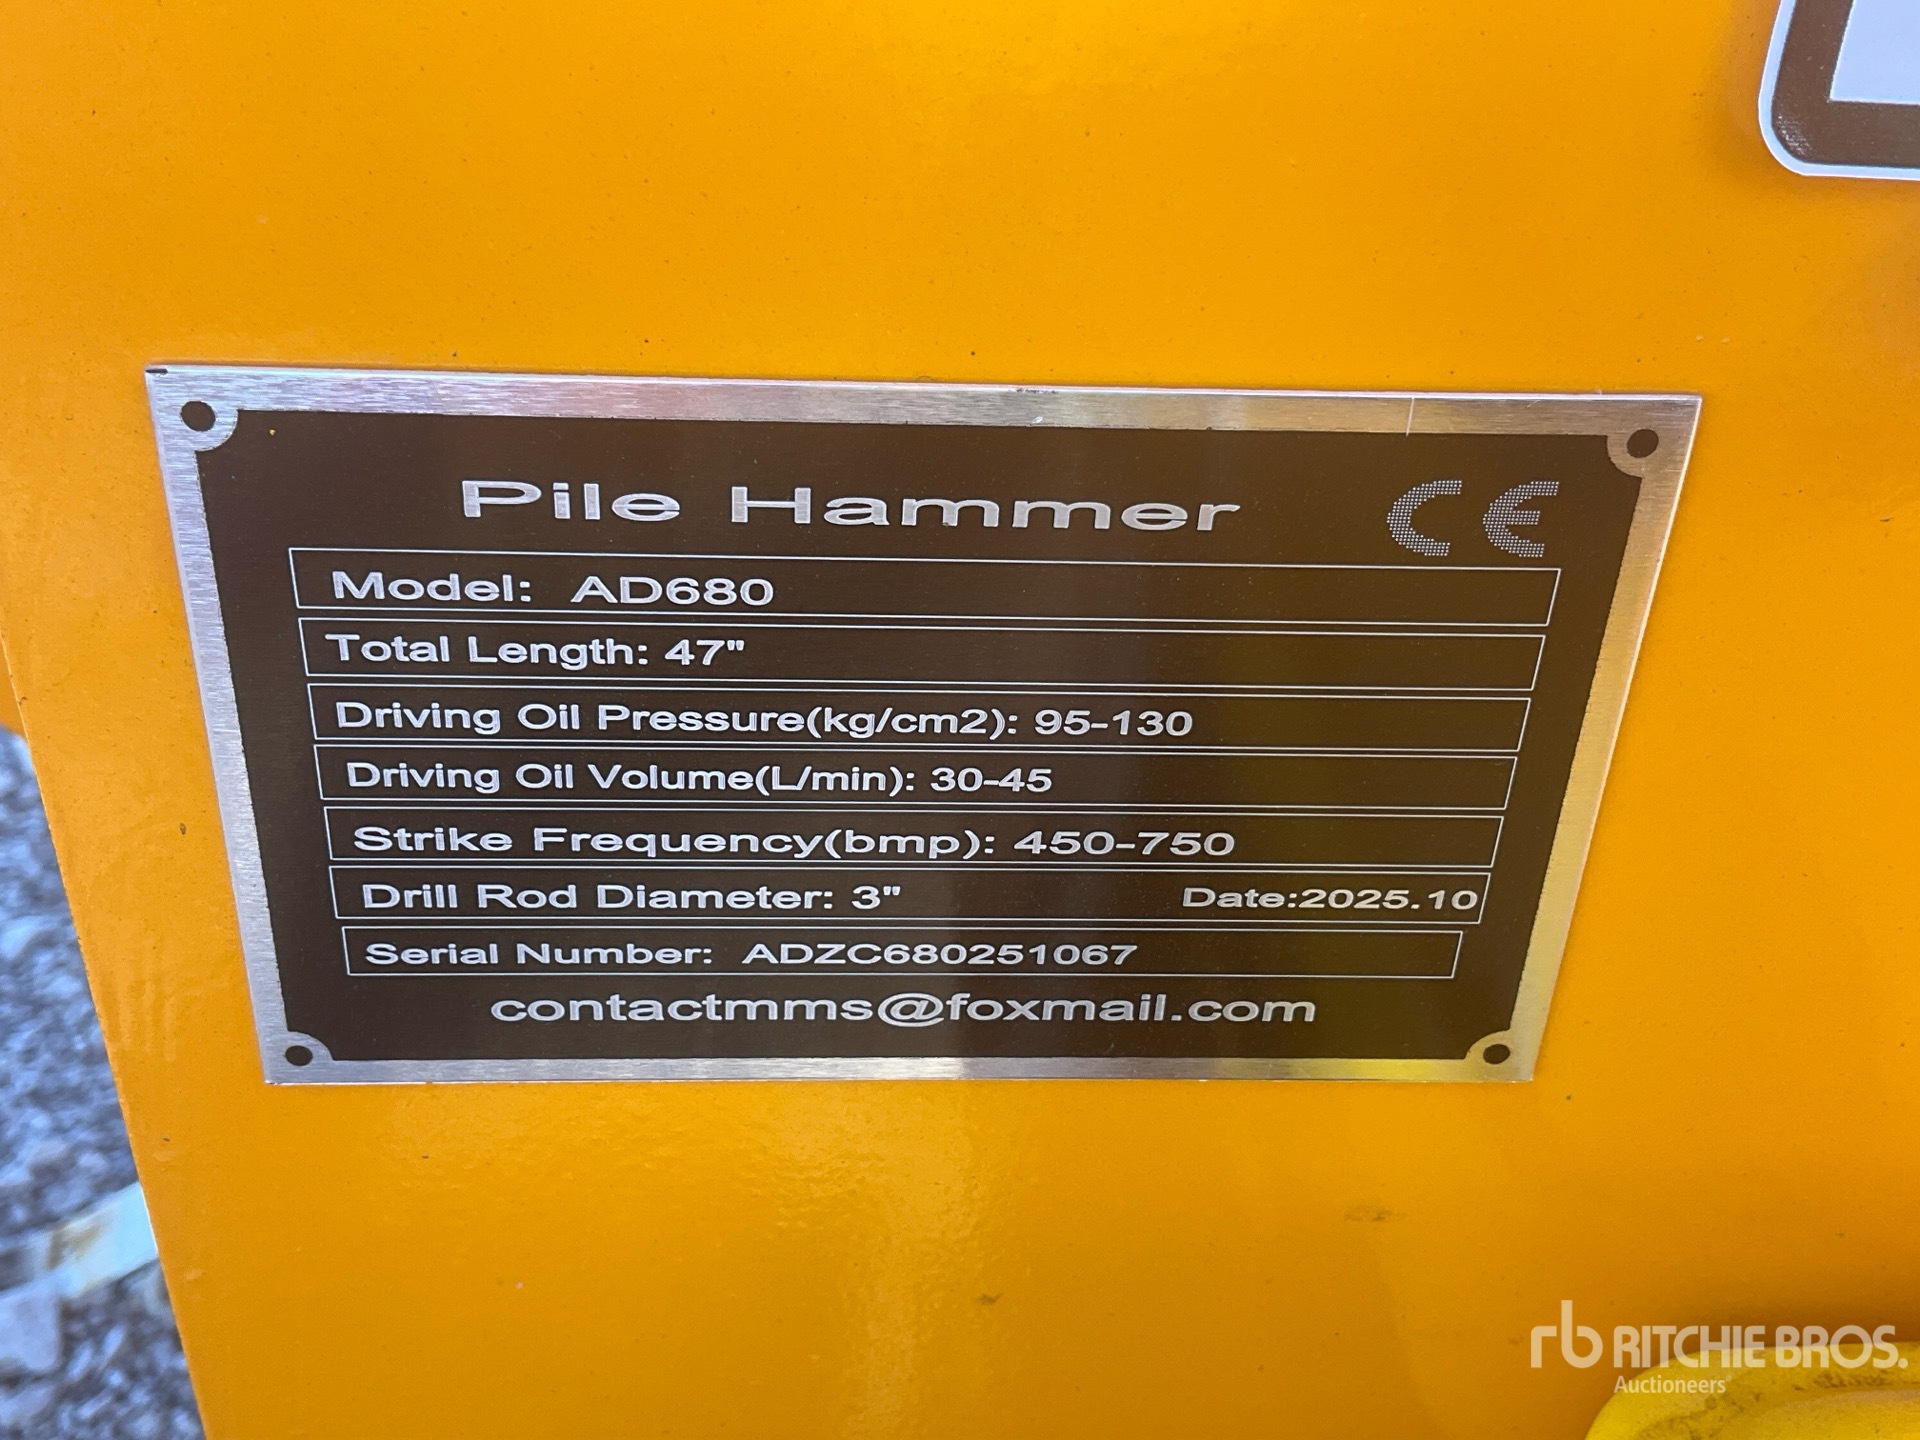 Pile Hammer CE
Model: AD680
Total Length: 47"
Driving Oil Pressure(kg/cm2): 95-130
Driving Oil Volume(L/min): 30-45
Strike Frequency(bmp): 450-750
Drill Rod Diameter: 3" Date:2025.10
Serial Number: ADZC680251067
contactmms@foxmail.com
rb RITCHIE BROS.
Auctioneers